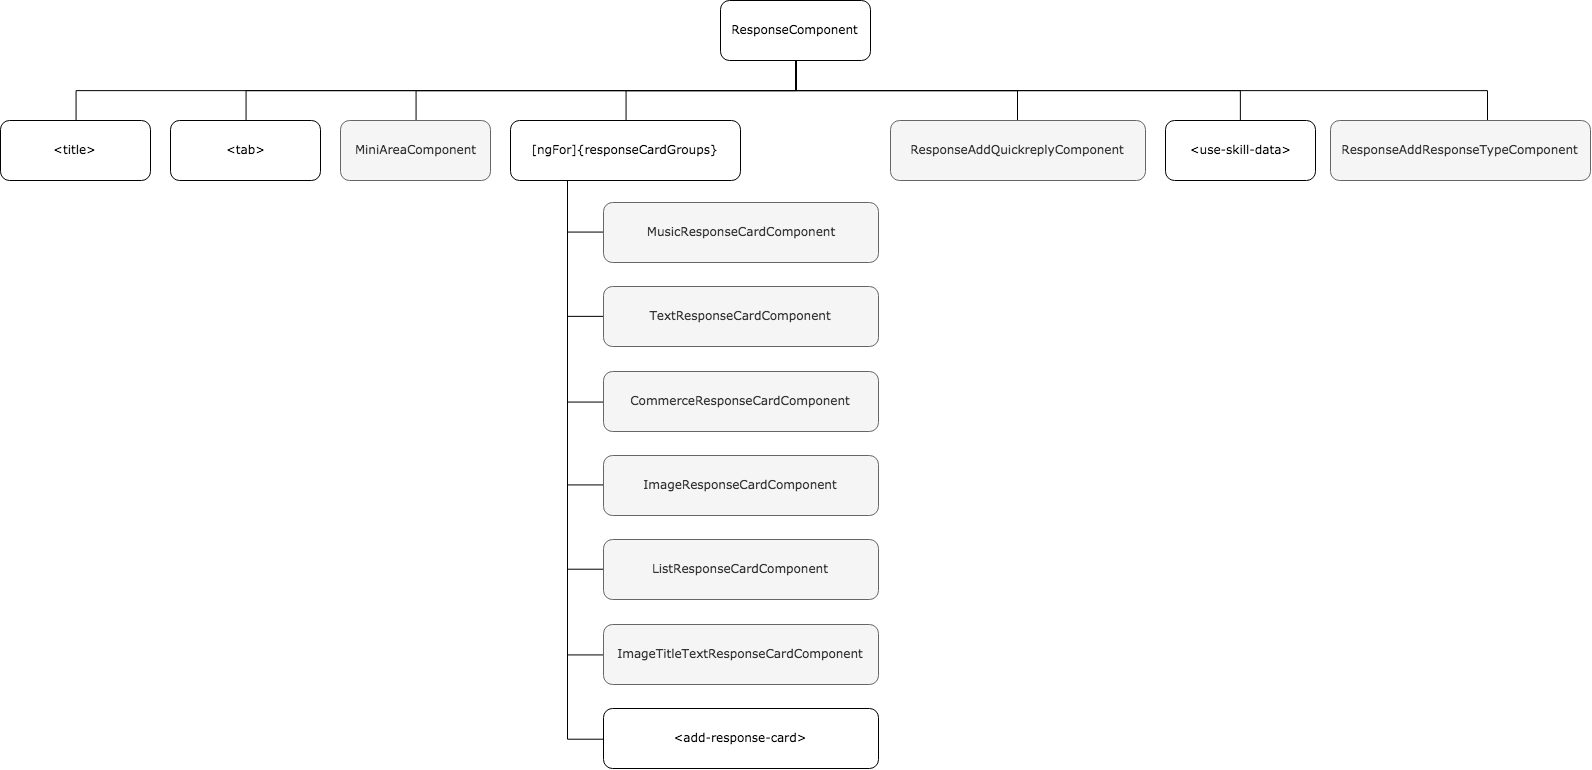 ResponseComponent
<title>
<tab>
MiniAreaComponent
[ngFor]{responseCardGroups}
ResponseAddQuickreplyComponent
<use-skill-data>
ResponseAddResponseTypeComponent
MusicResponseCardComponent
TextResponseCardComponent
CommerceResponseCardComponent
ImageResponseCardComponent
ListResponseCardComponent
ImageTitleTextResponseCardComponent
<add-response-card>